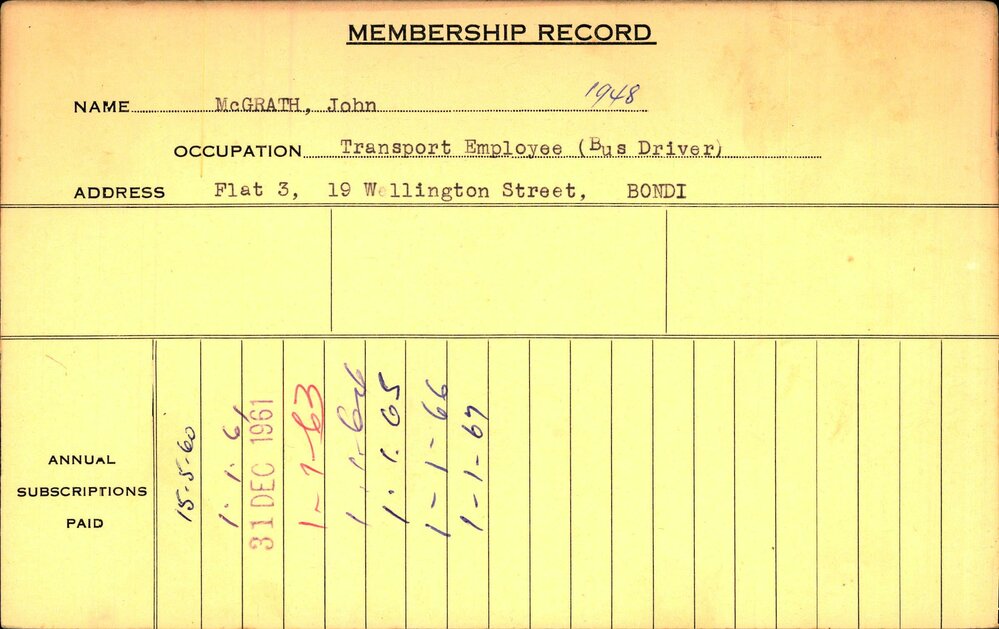 MEMBERSHIP RECORD
NAME McGRATH, John 1948
OCCUPATION Transport Employee (Bus Driver)
ADDRESS Flat 3, 19 Wellington Street, BONDI
ANNUAL
SUBSCRIPTIONS
PAID
15-5-60
1.1.61
31 DEC 1961
1-1-63
1.1.64
1.1.65
1-1-66
1-1-67